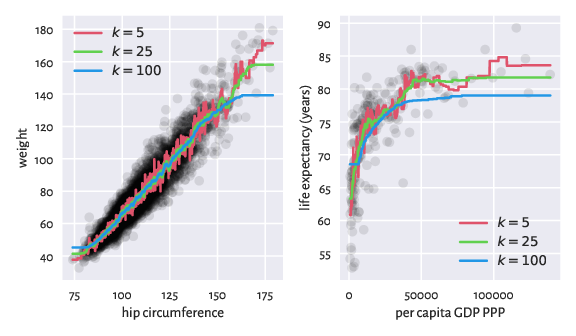 180
160
140
120
100
80
60
40
weight
k = 5
k = 25
k = 100
75
100
125
150
175
hip circumference
90
85
80
75
70
65
60
55
life expectancy (years)
k = 5
k = 25
k = 100
0
50000
100000
per capita GDP PPP